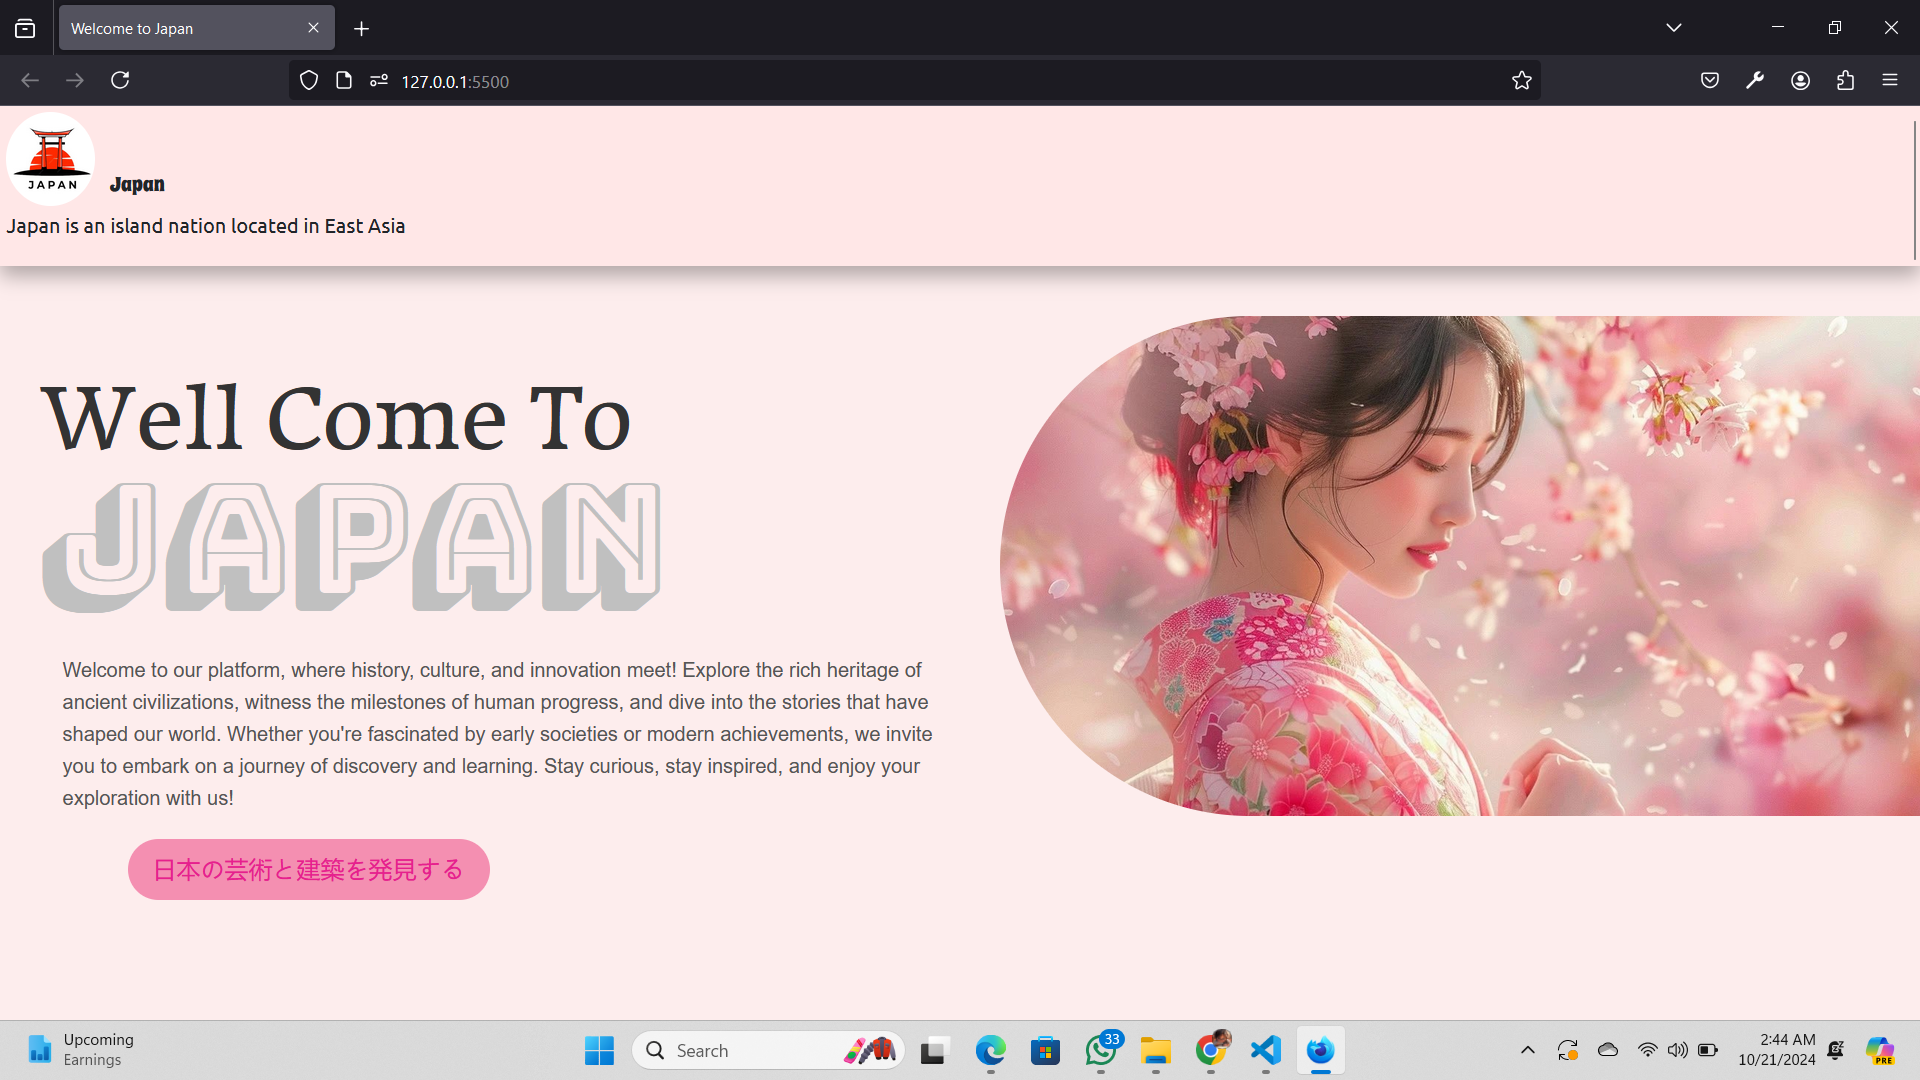 Welcome to Japan
127.0.0.1:5500
JAPAN
Japan
Japan is an island nation located in East Asia
Well Come To
JAPAN
Welcome to our platform, where history, culture, and innovation meet! Explore the rich heritage of
ancient civilizations, witness the milestones of human progress, and dive into the stories that have
shaped our world. Whether you're fascinated by early societies or modern achievements, we invite
you to embark on a journey of discovery and learning. Stay curious, stay inspired, and enjoy your
exploration with us!
日本の芸術と建築を発見する
Upcoming
Earnings
Search
33
2:44 AM
10/21/2024
PRE